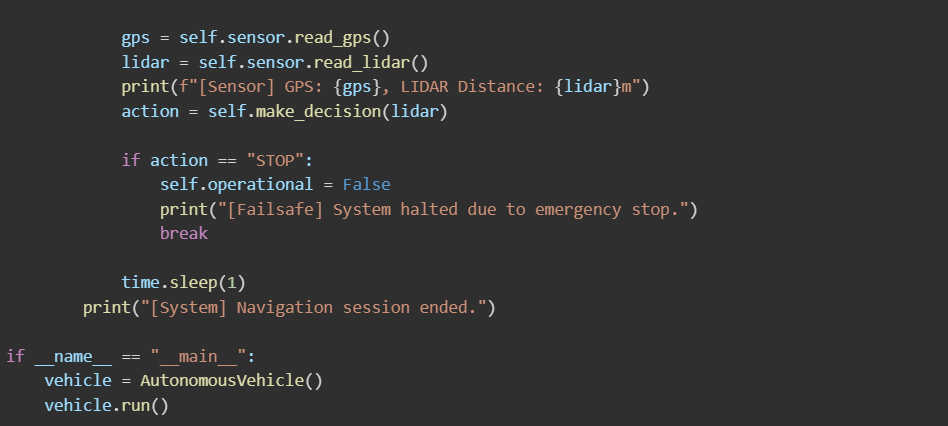 gps = self.sensor.read_gps()
lidar = self.sensor.read_lidar()
print(f"[Sensor] GPS: {gps}, LIDAR Distance: {lidar}m")
action = self.make_decision(lidar)
if action == "STOP":
self.operational = False
print("[Failsafe] System halted due to emergency stop.")
break
time.sleep(1)
print("[System] Navigation session ended.")
if __name__ == "__main__":
vehicle = AutonomousVehicle()
vehicle.run()